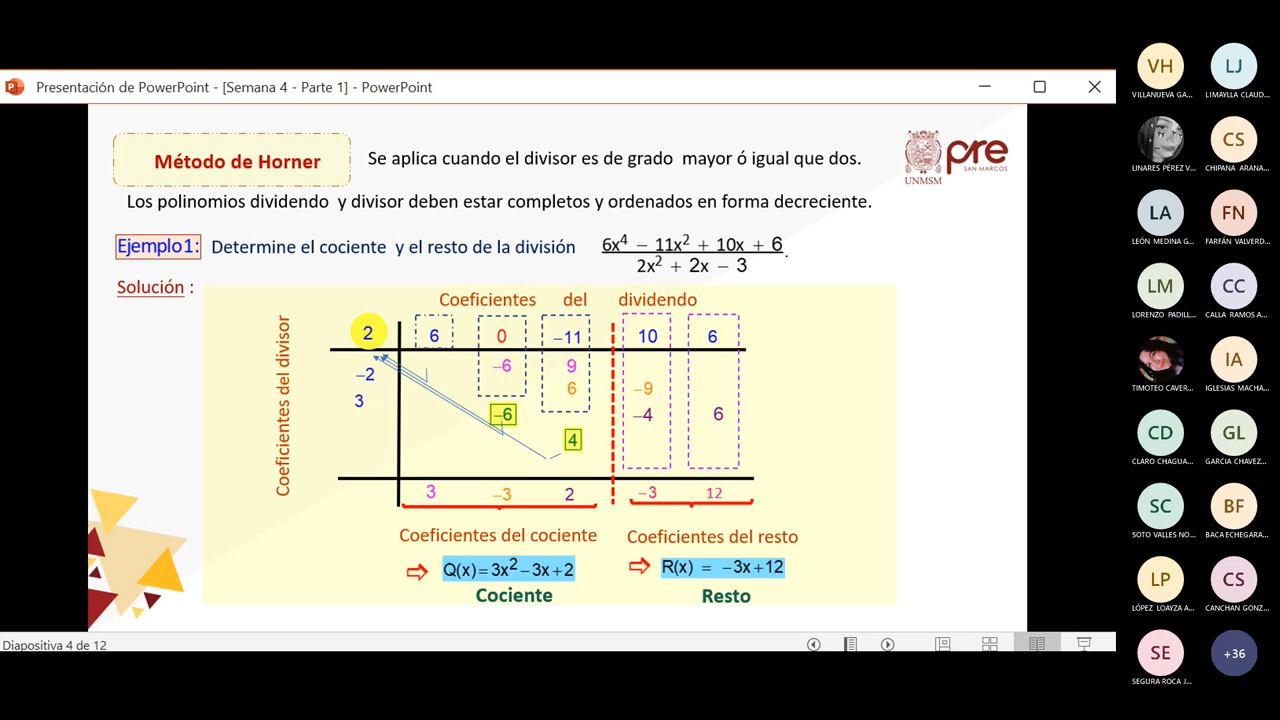 Presentación de PowerPoint - [Semana 4 - Parte 1] - PowerPoint
Método de Horner
Se aplica cuando el divisor es de grado mayor ó igual que dos.
pre
SAN MARCOS
UNMSM
Los polinomios dividendo y divisor deben estar completos y ordenados en forma decreciente.
Ejemplo1: Determine el cociente y el resto de la división
6x⁴ − 11x² + 10x + 6
2x² + 2x − 3
.
Solución :
Coeficientes del dividendo
Coeficientes del divisor
2 6 0 −11 10 6
−2 −6 9
3 6 −9
−6 −4 6
4
3 −3 2 −3 12
Coeficientes del cociente
Coeficientes del resto
⇨ Q(x)=3x²−3x+2
⇨ R(x) = −3x+12
Cociente
Resto
Diapositiva 4 de 12
VH
VILLANUEVA GA...
LJ
LIMAYLLA CLAUD...
LINARES PÉREZ V...
CS
CHIPANA ARANA...
LA
LEÓN MEDINA G...
FN
FARFÁN VALVERD...
LM
LORENZO PADILL...
CC
CALLA RAMOS A...
TIMOTEO CAVER...
IA
IGLESIAS MACHA...
CD
CLARO CHAGUA...
GL
GARCIA CHAVEZ...
SC
SOTO VALLES NO...
BF
BACA ECHEGARA...
LP
LÓPEZ LOAYZA A...
CS
CANCHAN GONZ...
SE
SEGURA ROCA J...
+36